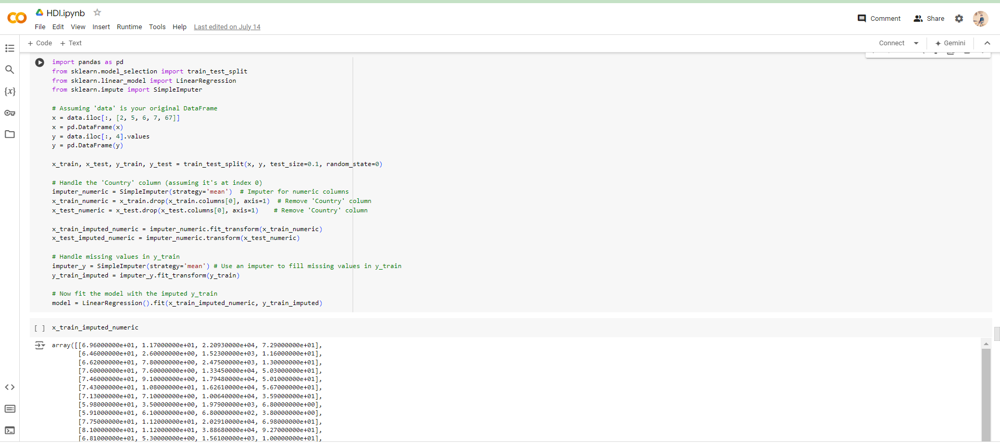 HDI.ipynb
File Edit View Insert Runtime Tools Help Last edited on July 14
Comment Share
+ Code + Text
Connect Gemini
import pandas as pd
from sklearn.model_selection import train_test_split
from sklearn.linear_model import LinearRegression
from sklearn.impute import SimpleImputer
# Assuming 'data' is your original DataFrame
x = data.iloc[:, [2, 5, 6, 7, 67]]
x = pd.DataFrame(x)
y = data.iloc[:, 4].values
y = pd.DataFrame(y)
x_train, x_test, y_train, y_test = train_test_split(x, y, test_size=0.1, random_state=0)
# Handle the 'Country' column (assuming it's at index 0)
imputer_numeric = SimpleImputer(strategy='mean')  # Imputer for numeric columns
x_train_numeric = x_train.drop(x_train.columns[0], axis=1)  # Remove 'Country' column
x_test_numeric = x_test.drop(x_test.columns[0], axis=1)    # Remove 'Country' column
x_train_imputed_numeric = imputer_numeric.fit_transform(x_train_numeric)
x_test_imputed_numeric = imputer_numeric.transform(x_test_numeric)
# Handle missing values in y_train
imputer_y = SimpleImputer(strategy='mean') # Use an imputer to fill missing values in y_train
y_train_imputed = imputer_y.fit_transform(y_train)
# Now fit the model with the imputed y_train
model = LinearRegression().fit(x_train_imputed_numeric, y_train_imputed)
[ ] x_train_imputed_numeric
array([[6.96000000e+01, 1.17000000e+01, 2.20930000e+04, 7.29000000e+01],
[6.46000000e+01, 2.60000000e+00, 1.52300000e+03, 1.16000000e+01],
[6.62000000e+01, 7.80000000e+00, 2.47500000e+03, 1.30000000e+01],
[7.60000000e+01, 7.60000000e+00, 1.33450000e+04, 5.03000000e+01],
[7.46000000e+01, 9.10000000e+00, 1.79480000e+04, 5.01000000e+01],
[7.43000000e+01, 1.08000000e+01, 1.62610000e+04, 5.67000000e+01],
[7.13000000e+01, 7.10000000e+00, 1.00640000e+04, 3.59000000e+01],
[5.98000000e+01, 3.50000000e+00, 1.97900000e+03, 6.80000000e+00],
[5.91000000e+01, 6.10000000e+00, 6.80000000e+02, 3.80000000e+00],
[7.75000000e+01, 1.12000000e+01, 2.02910000e+04, 6.98000000e+01],
[8.10000000e+01, 1.12000000e+01, 3.88680000e+04, 9.27000000e+01],
[6.81000000e+01, 5.30000000e+00, 1.56100000e+03, 1.00000000e+01],